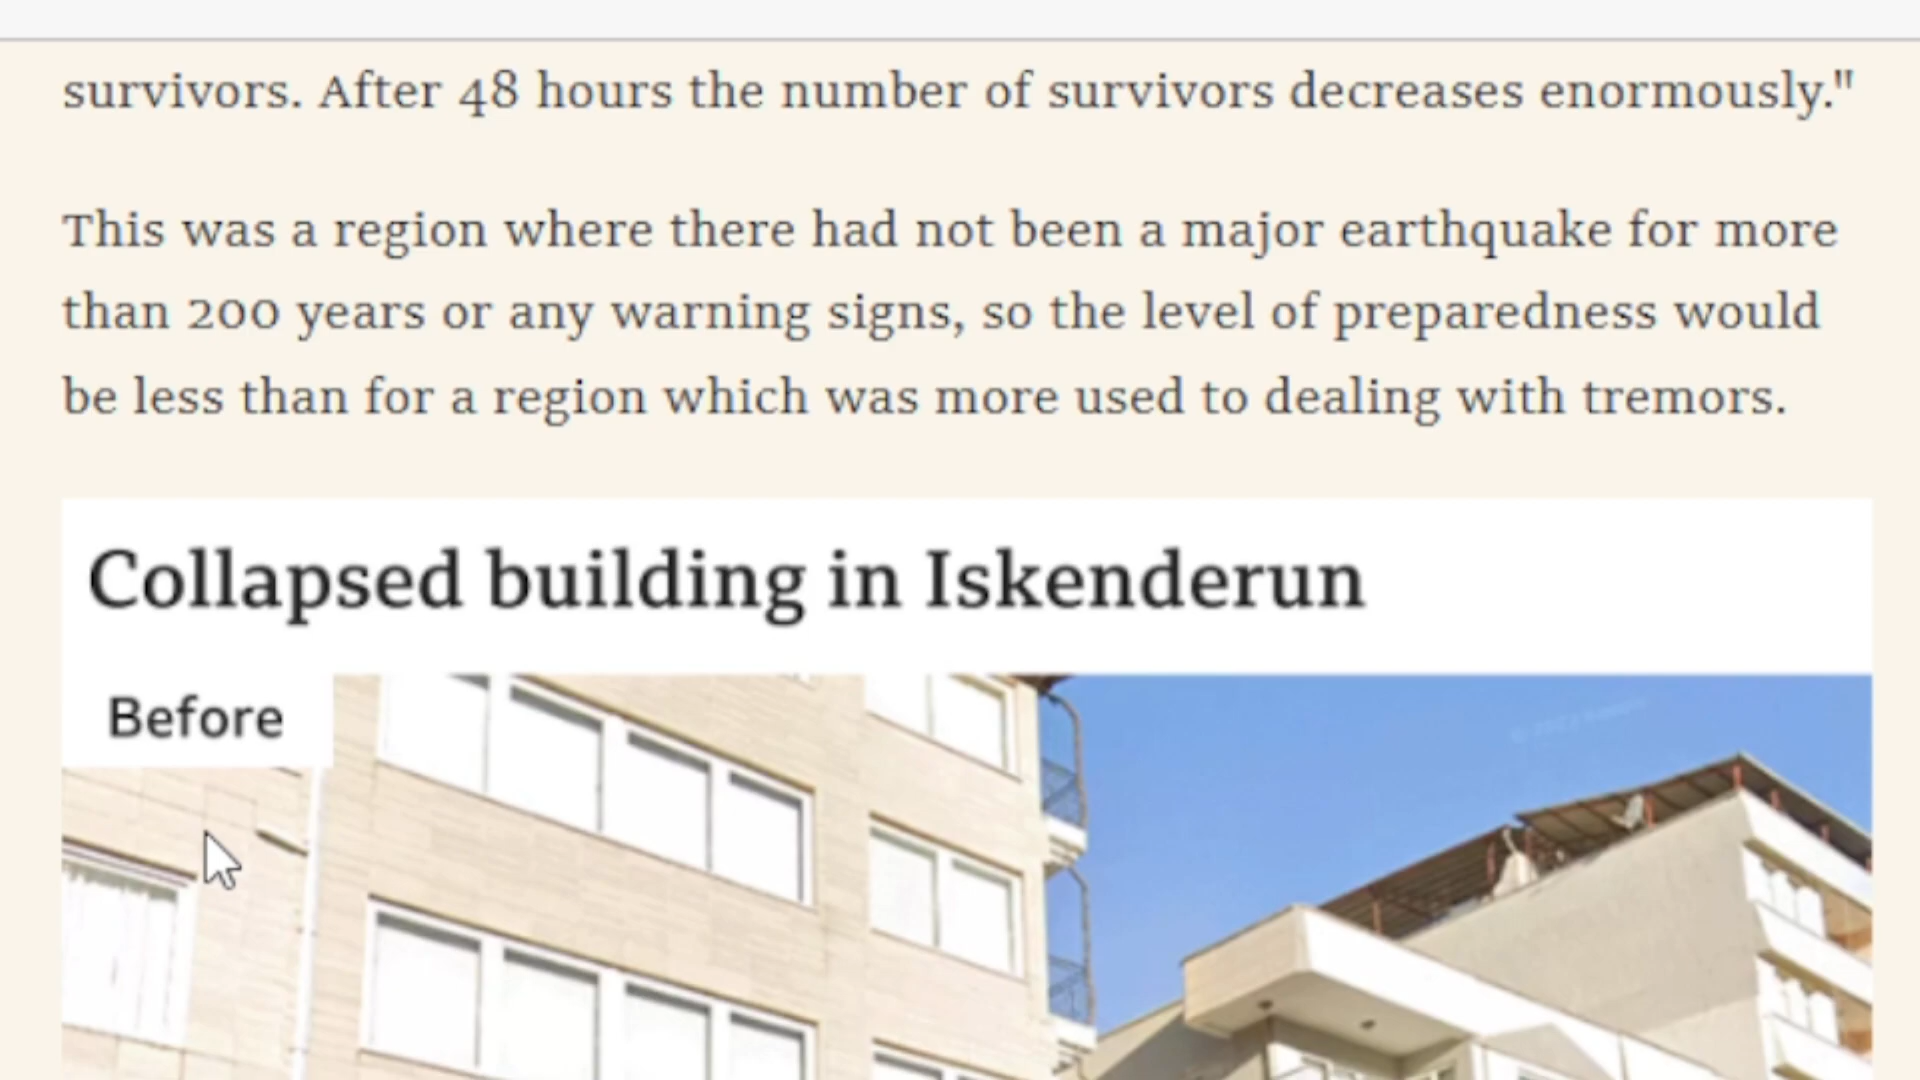 survivors. After 48 hours the number of survivors decreases enormously."
This was a region where there had not been a major earthquake for more
than 200 years or any warning signs, so the level of preparedness would
be less than for a region which was more used to dealing with tremors.
Collapsed building in Iskenderun
Before